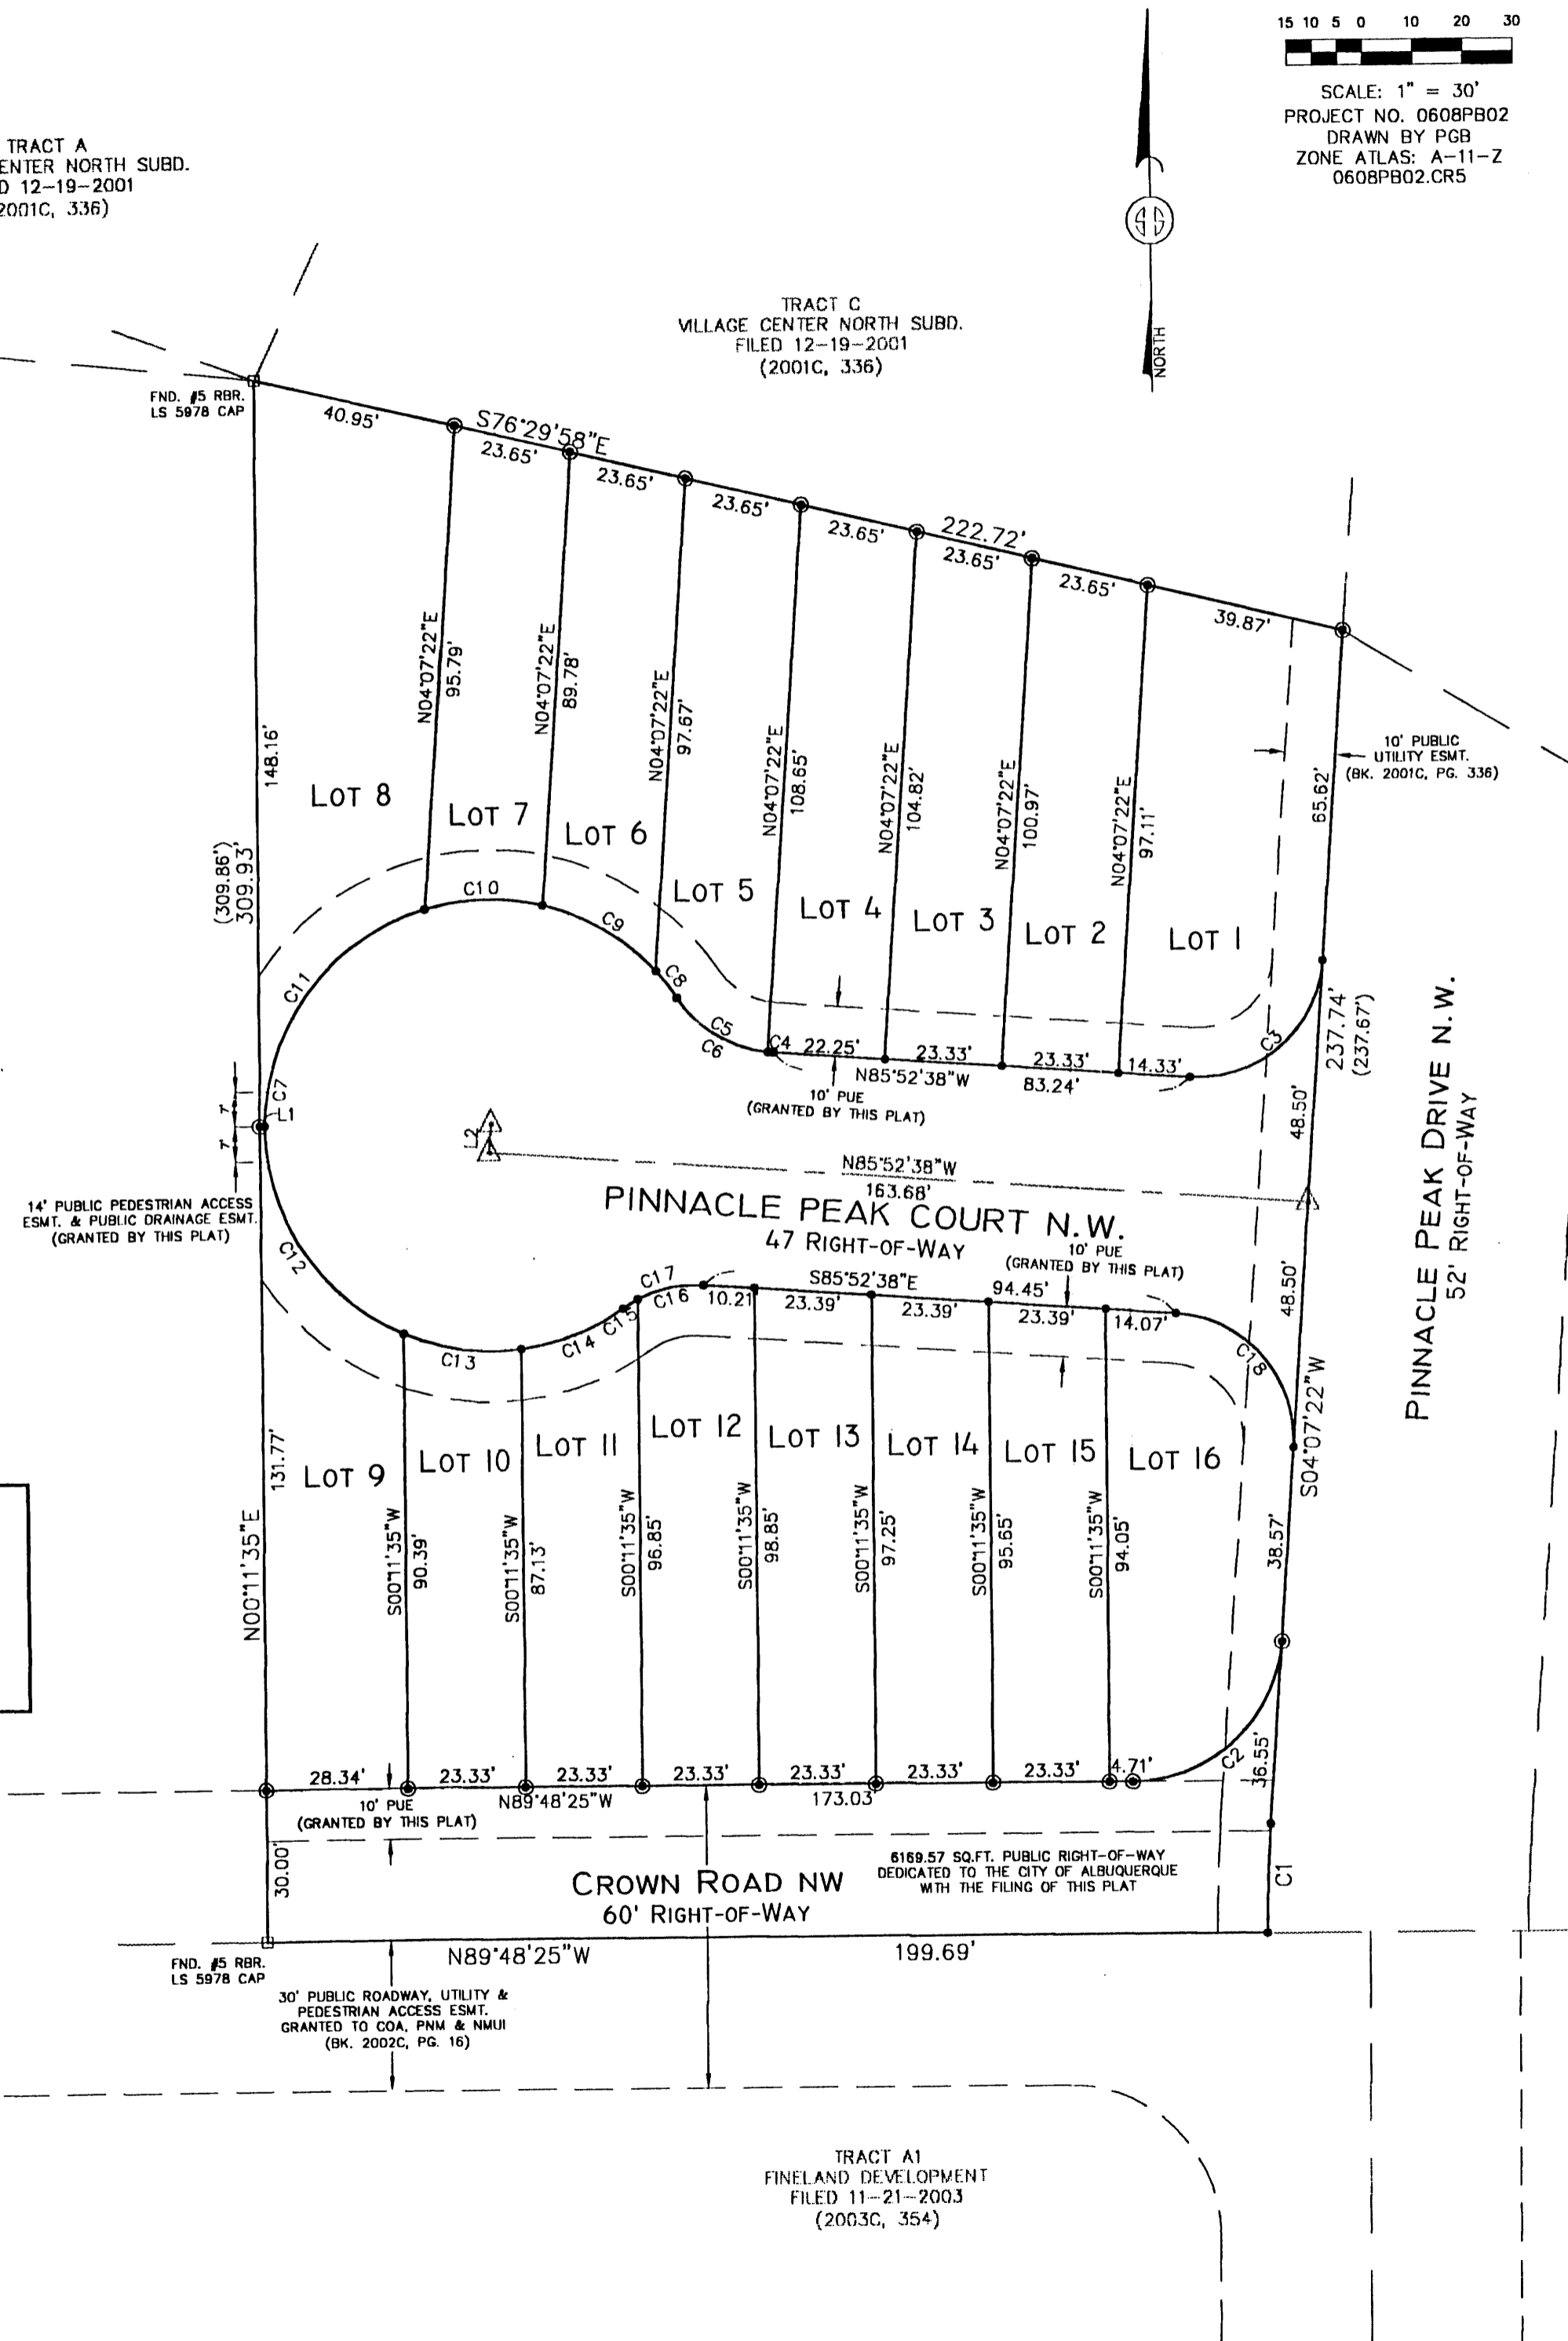 15 10 5 0 10 20 30
SCALE: 1" = 30'
PROJECT NO. 0608PB02
DRAWN BY PGB
ZONE ATLAS: A-11-Z
0608PB02.CR5
NORTH
TRACT A
ENTER NORTH SUBD.
D 12-19-2001
2001C, 336)
TRACT C
VILLAGE CENTER NORTH SUBD.
FILED 12-19-2001
(2001C, 336)
FND. #5 RBR.
LS 5978 CAP
40.95'
S76°29'58"E
23.65'
23.65'
23.65'
23.65'
222.72'
23.65'
23.65'
39.87'
N04°07'22"E
95.79'
N04°07'22"E
89.78'
N04°07'22"E
97.67'
N04°07'22"E
108.65'
N04°07'22"E
104.82'
N04°07'22"E
100.97'
N04°07'22"E
97.11'
65.62'
10' PUBLIC
UTILITY ESMT.
(BK. 2001C, PG. 336)
148.16'
(309.86')
309.93'
LOT 8
LOT 7
LOT 6
LOT 5
LOT 4
LOT 3
LOT 2
LOT 1
C10
C9
C8
C11
C5
C6
C4
22.25'
23.33'
23.33'
14.33'
C3
N85°52'38"W
83.24'
10' PUE
(GRANTED BY THIS PLAT)
237.74'
(237.67')
48.50'
C7
L1
7'
7'
L2
14' PUBLIC PEDESTRIAN ACCESS
ESMT. & PUBLIC DRAINAGE ESMT.
(GRANTED BY THIS PLAT)
N85°52'38"W
163.68'
PINNACLE PEAK COURT N.W.
47 RIGHT-OF-WAY
10' PUE
(GRANTED BY THIS PLAT)
PINNACLE PEAK DRIVE N.W.
52' RIGHT-OF-WAY
48.50'
C12
C13
C14
C15
C17
C16
10.21
S85°52'38"E
94.45'
23.39'
23.39'
23.39'
14.07'
C18
S04°07'22"W
131.77'
N00°11'35"E
LOT 9
LOT 10
LOT 11
LOT 12
LOT 13
LOT 14
LOT 15
LOT 16
S00°11'35"W
90.39'
S00°11'35"W
87.13'
S00°11'35"W
96.85'
S00°11'35"W
98.85'
S00°11'35"W
97.25'
S00°11'35"W
95.65'
S00°11'35"W
94.05'
38.57'
28.34'
23.33'
23.33'
23.33'
23.33'
23.33'
23.33'
4.71'
C2
36.55'
10' PUE
(GRANTED BY THIS PLAT)
N89°48'25"W
173.03'
30.00'
CROWN ROAD NW
60' RIGHT-OF-WAY
6169.57 SQ.FT. PUBLIC RIGHT-OF-WAY
DEDICATED TO THE CITY OF ALBUQUERQUE
WITH THE FILING OF THIS PLAT
C1
FND. #5 RBR.
LS 5978 CAP
N89°48'25"W
199.69'
30' PUBLIC ROADWAY, UTILITY &
PEDESTRIAN ACCESS ESMT.
GRANTED TO COA, PNM & NMUI
(BK. 2002C, PG. 16)
TRACT A1
FINELAND DEVELOPMENT
FILED 11-21-2003
(2003C, 354)